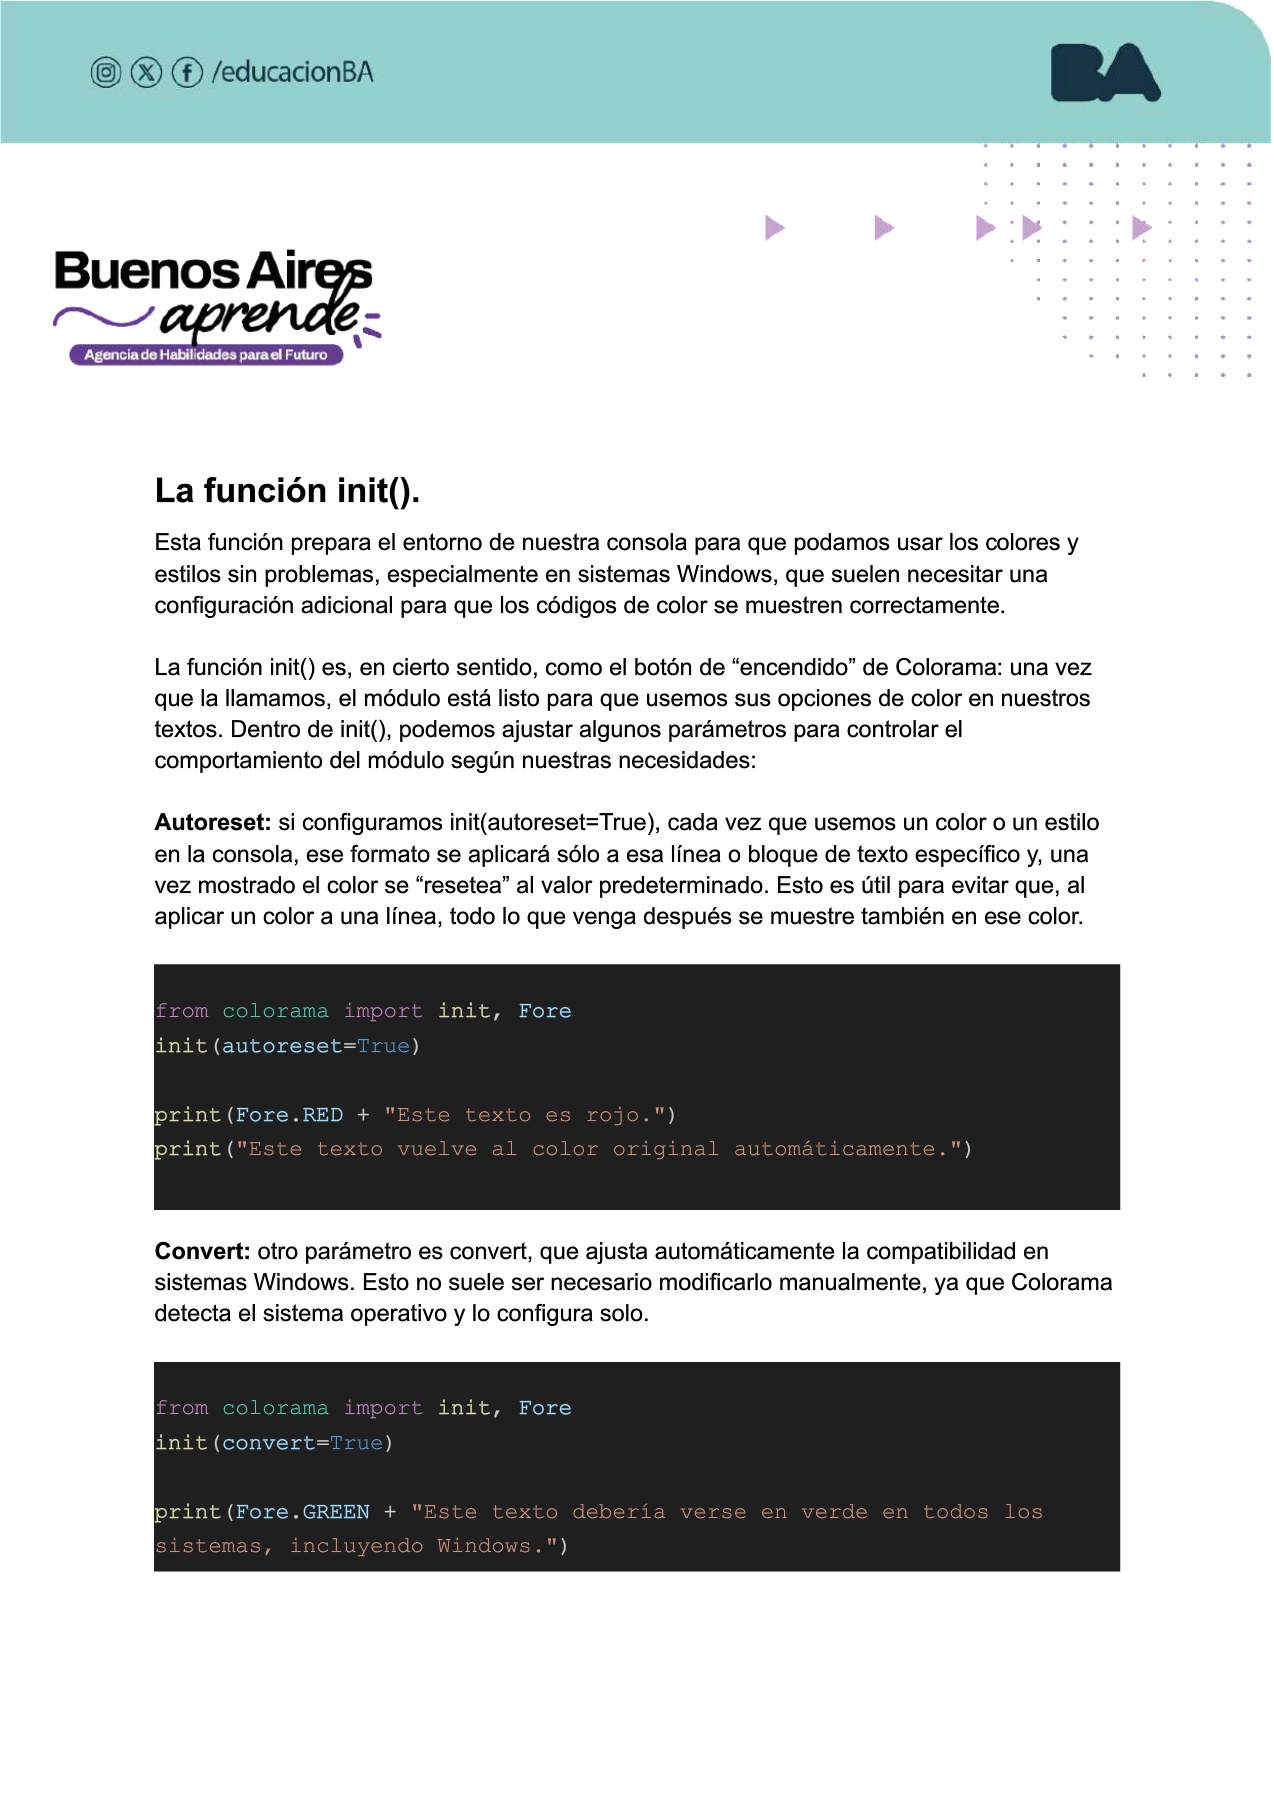 /educacionBA
BA
Buenos Aires
aprende
Agencia de Habilidades para el Futuro
La función init().
Esta función prepara el entorno de nuestra consola para que podamos usar los colores y
estilos sin problemas, especialmente en sistemas Windows, que suelen necesitar una
configuración adicional para que los códigos de color se muestren correctamente.
La función init() es, en cierto sentido, como el botón de “encendido” de Colorama: una vez
que la llamamos, el módulo está listo para que usemos sus opciones de color en nuestros
textos. Dentro de init(), podemos ajustar algunos parámetros para controlar el
comportamiento del módulo según nuestras necesidades:
Autoreset: si configuramos init(autoreset=True), cada vez que usemos un color o un estilo
en la consola, ese formato se aplicará sólo a esa línea o bloque de texto específico y, una
vez mostrado el color se “resetea” al valor predeterminado. Esto es útil para evitar que, al
aplicar un color a una línea, todo lo que venga después se muestre también en ese color.
from colorama import init, Fore
init(autoreset=True)
print(Fore.RED + "Este texto es rojo.")
print("Este texto vuelve al color original automáticamente.")
Convert: otro parámetro es convert, que ajusta automáticamente la compatibilidad en
sistemas Windows. Esto no suele ser necesario modificarlo manualmente, ya que Colorama
detecta el sistema operativo y lo configura solo.
from colorama import init, Fore
init(convert=True)
print(Fore.GREEN + "Este texto debería verse en verde en todos los
sistemas, incluyendo Windows.")